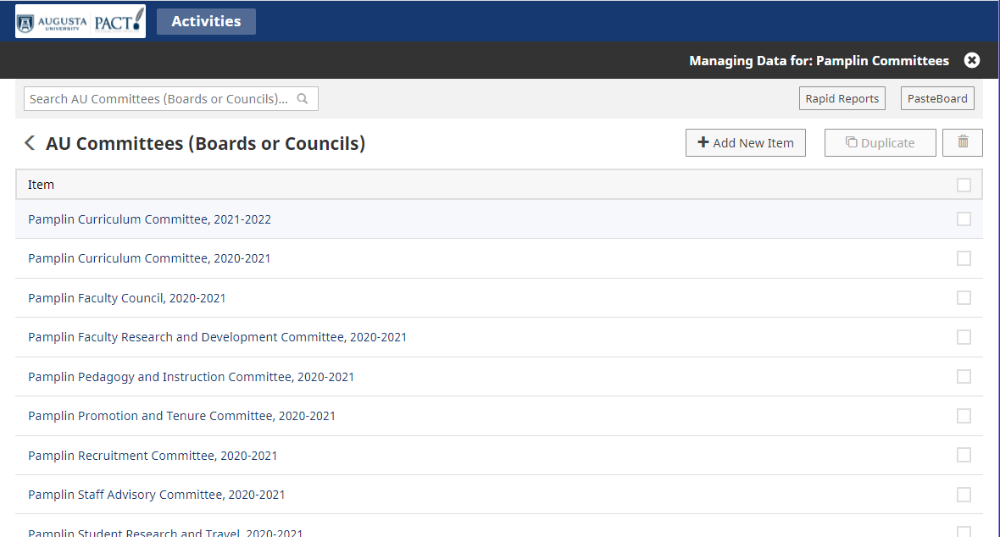 AUGUSTA UNIVERSITY PACT!
Activities
Managing Data for: Pamplin Committees
Search AU Committees (Boards or Councils)...
Rapid Reports
PasteBoard
AU Committees (Boards or Councils)
Add New Item
Duplicate
Item
Pamplin Curriculum Committee, 2021-2022
Pamplin Curriculum Committee, 2020-2021
Pamplin Faculty Council, 2020-2021
Pamplin Faculty Research and Development Committee, 2020-2021
Pamplin Pedagogy and Instruction Committee, 2020-2021
Pamplin Promotion and Tenure Committee, 2020-2021
Pamplin Recruitment Committee, 2020-2021
Pamplin Staff Advisory Committee, 2020-2021
Pamplin Student Research and Travel, 2020-2021